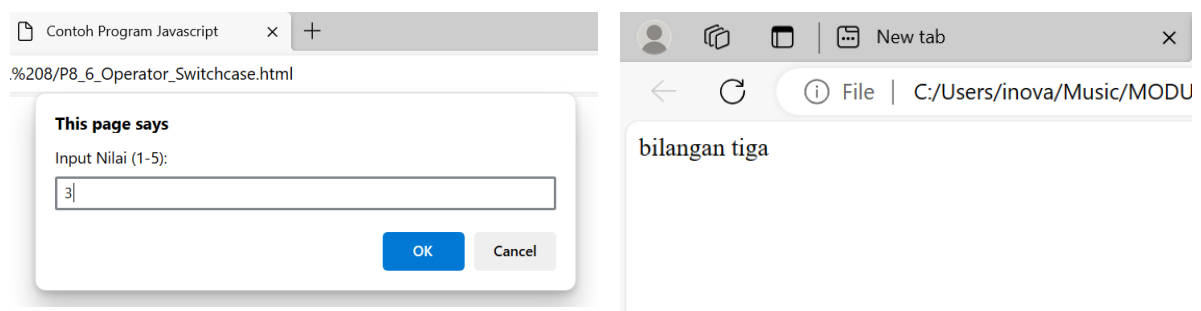 Contoh Program Javascript
.%208/P8_6_Operator_Switchcase.html
This page says
Input Nilai (1-5):
3
OK Cancel
New tab
File | C:/Users/inova/Music/MODU
bilangan tiga